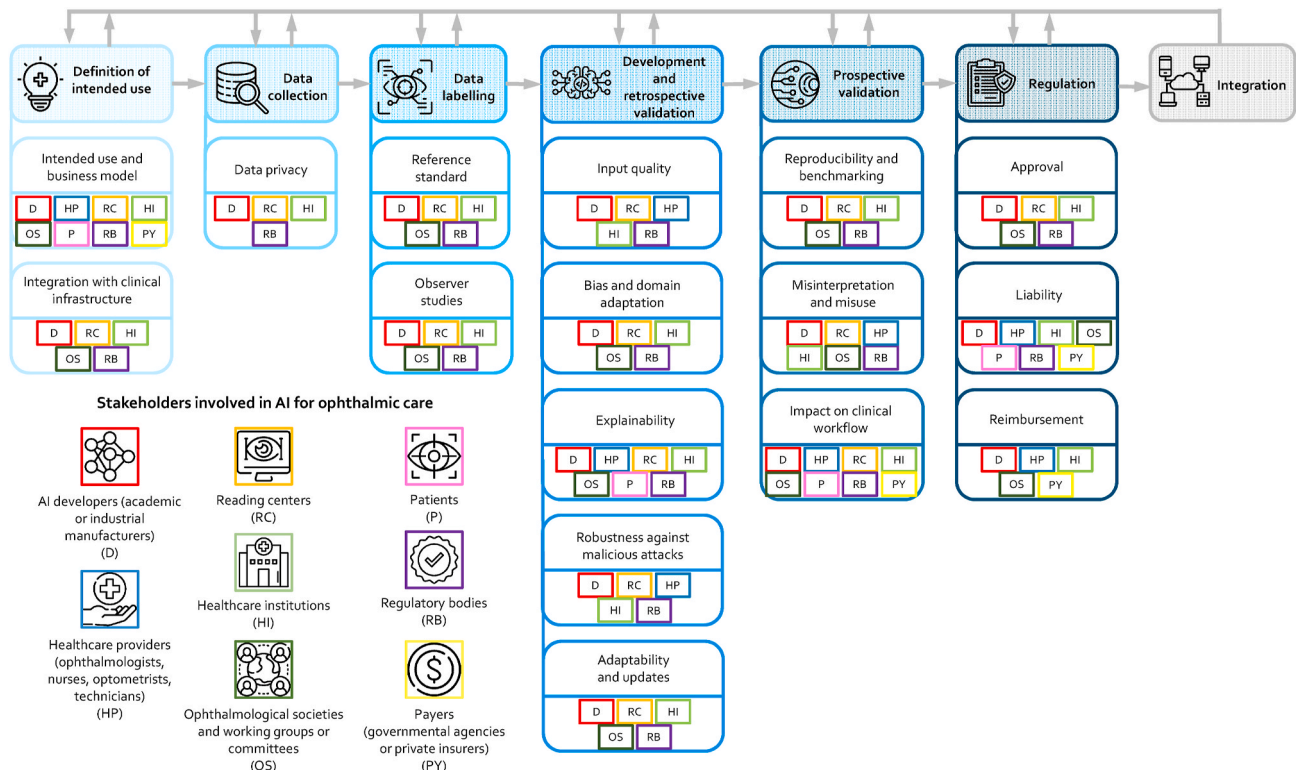 Definition of
intended use
Data
collection
Data
labelling
Development
and
retrospective
validation
Prospective
validation
Regulation
Integration
Intended use and
business model
D HP RC HI
OS P RB PY
Integration with clinical
infrastructure
D RC HI
OS RB
Data privacy
D RC HI
RB
Reference
standard
D RC HI
OS RB
Observer
studies
D RC HI
OS RB
Input quality
D RC HP
HI RB
Bias and domain
adaptation
D RC HI
OS RB
Explainability
D HP RC HI
OS P RB
Robustness against
malicious attacks
D RC HP
HI RB
Adaptability
and updates
D RC HI
OS RB
Reproducibility and
benchmarking
D RC HI
OS RB
Misinterpretation
and misuse
D RC HP
HI OS RB
Impact on clinical
workflow
D HP RC HI
OS P RB PY
Approval
D RC HI
OS RB
Liability
D HP HI OS
P RB PY
Reimbursement
D HP HI
OS PY
Stakeholders involved in AI for ophthalmic care
AI developers (academic
or industrial
manufacturers)
(D)
Healthcare providers
(ophthalmologists,
nurses, optometrists,
technicians)
(HP)
Reading centers
(RC)
Healthcare institutions
(HI)
Ophthalmological societies
and working groups or
committees
(OS)
Patients
(P)
Regulatory bodies
(RB)
$
Payers
(governmental agencies
or private insurers)
(PY)